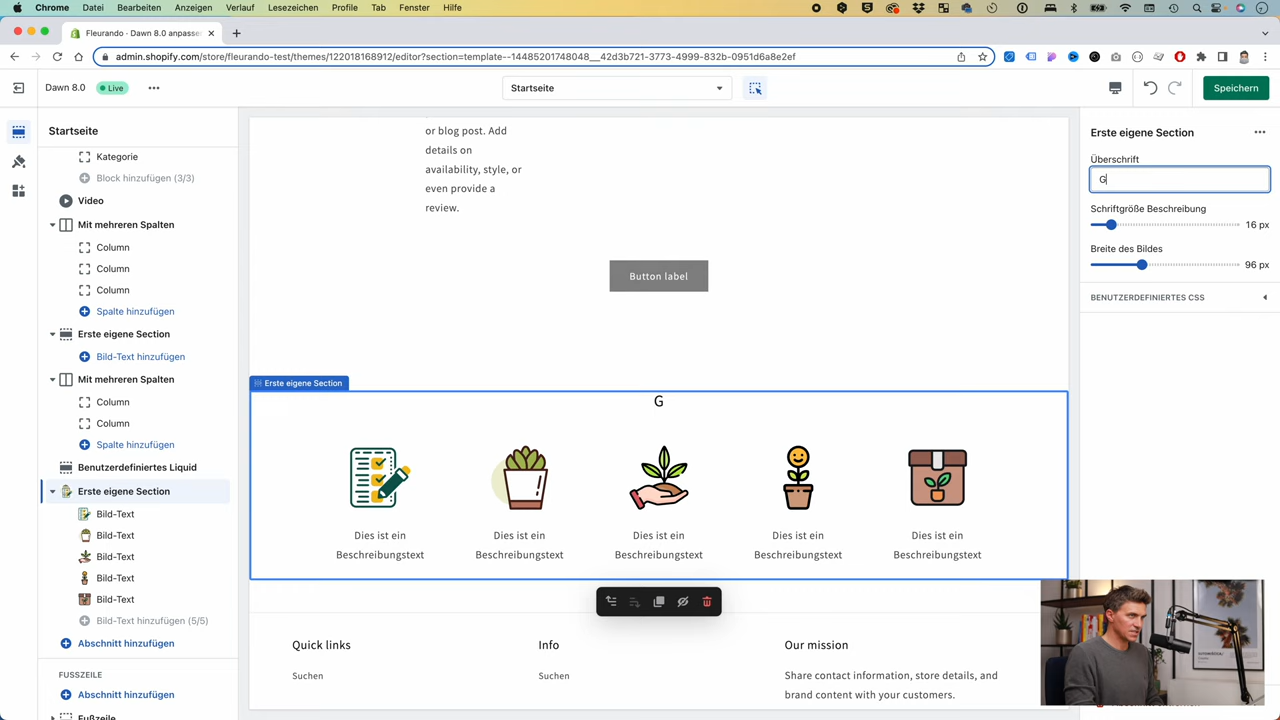 Chrome Datei Bearbeiten Anzeigen Verlauf Lesezeichen Profile Tab Fenster Hilfe
Fleurando · Dawn 8.0 anpassen
admin.shopify.com/store/fleurando-test/themes/122018168912/editor?section=template--14485201748048__42d3b721-3773-4999-832b-0951d6a8e2ef
Dawn 8.0 Live
Startseite
Speichern
Startseite
Kategorie
Block hinzufügen (3/3)
Video
Mit mehreren Spalten
Column
Column
Column
Spalte hinzufügen
Erste eigene Section
Bild-Text hinzufügen
Mit mehreren Spalten
Column
Column
Spalte hinzufügen
Benutzerdefiniertes Liquid
Erste eigene Section
Bild-Text
Bild-Text
Bild-Text
Bild-Text
Bild-Text
Bild-Text hinzufügen (5/5)
Abschnitt hinzufügen
FUSSZEILE
Abschnitt hinzufügen
Fußzeile
or blog post. Add
details on
availability, style, or
even provide a
review.
Button label
Erste eigene Section
G
Dies ist ein
Beschreibungstext
Dies ist ein
Beschreibungstext
Dies ist ein
Beschreibungstext
Dies ist ein
Beschreibungstext
Dies ist ein
Beschreibungstext
Quick links
Suchen
Info
Suchen
Our mission
Share contact information, store details, and
brand content with your customers.
Erste eigene Section
Überschrift
G
Schriftgröße Beschreibung
16 px
Breite des Bildes
96 px
BENUTZERDEFINIERTES CSS